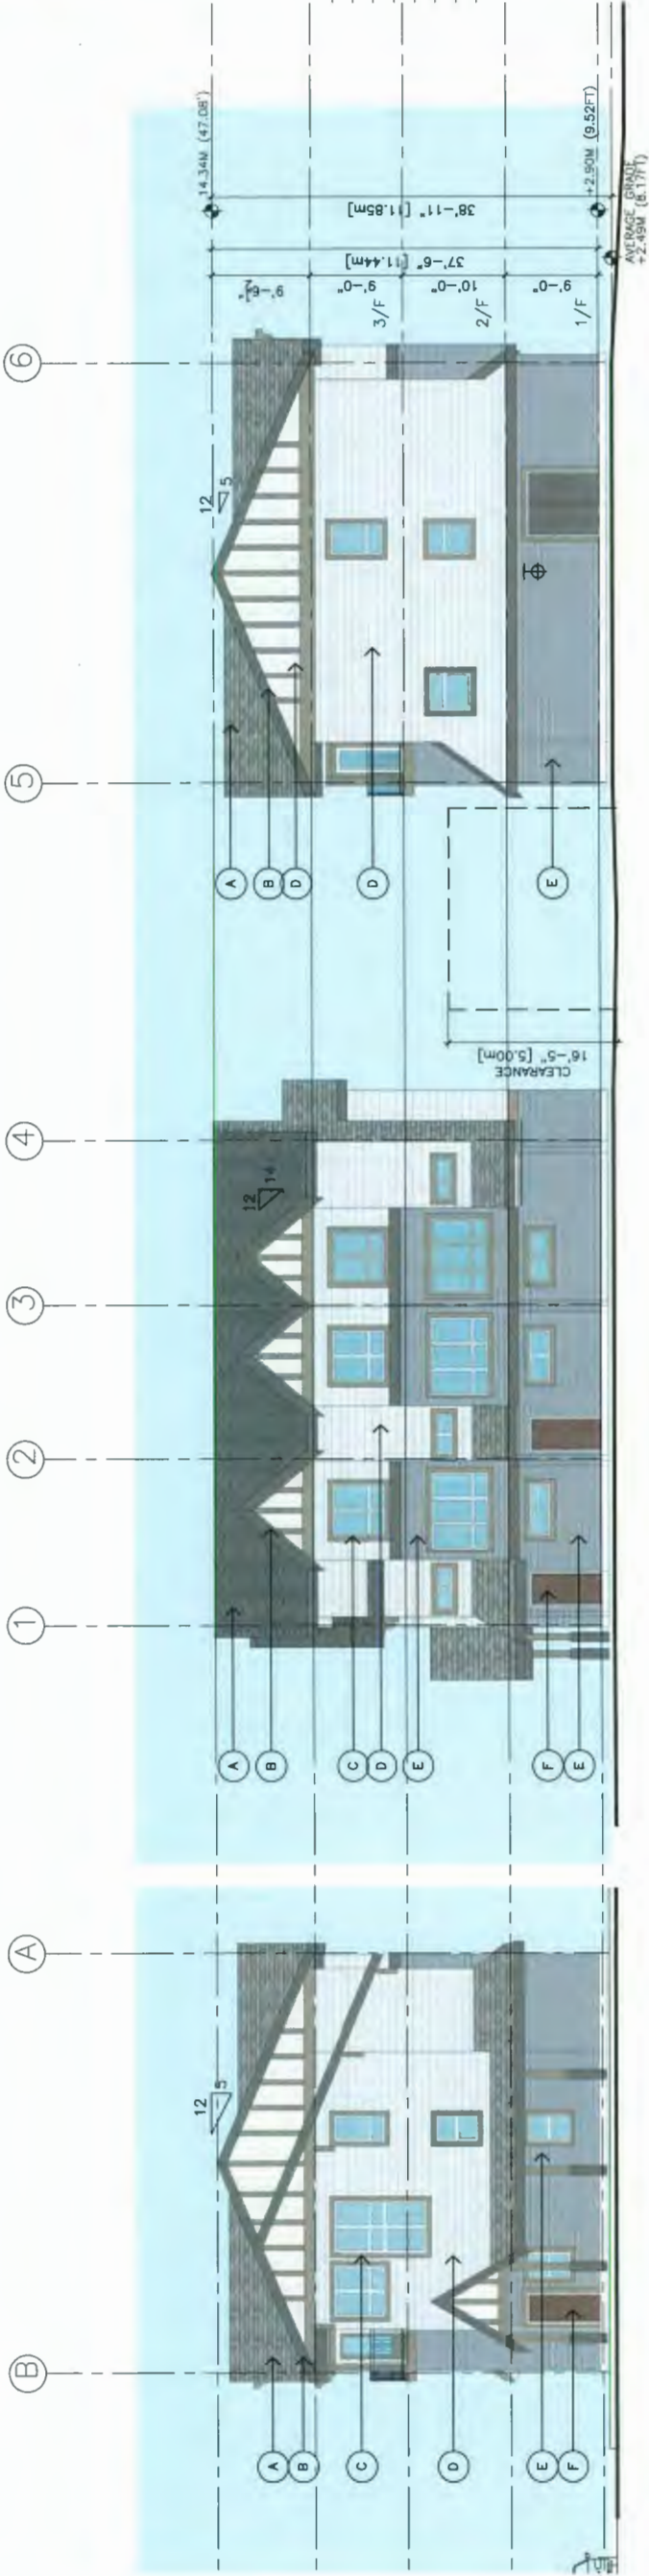 B
A
1
2
3
4
5
6
12
5
12
14
12
5
14.34M (47.08')
38'-11" [11.85m]
37'-6" [11.44m]
9'-6½"
9'-0"
3/F
10'-0"
2/F
9'-0"
1/F
+2.90M (9.52FT)
AVERAGE GRADE
+2.49M (8.17FT)
CLEARANCE
16'-5" [5.00m]
A
B
C
D
E
F
A
B
C
D
E
F
E
A
B
D
D
E